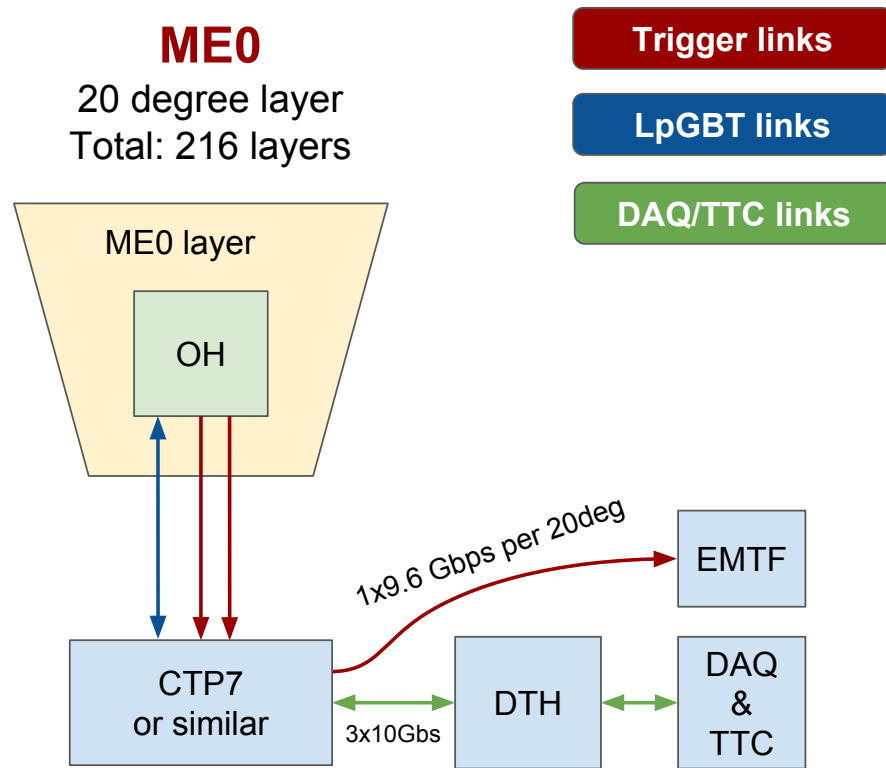 ME0
20 degree layer
Total: 216 layers
Trigger links
LpGBT links
DAQ/TTC links
ME0 layer
OH
1x9.6 Gbps per 20deg
EMTF
CTP7
or similar
3x10Gbs
DTH
DAQ
&
TTC